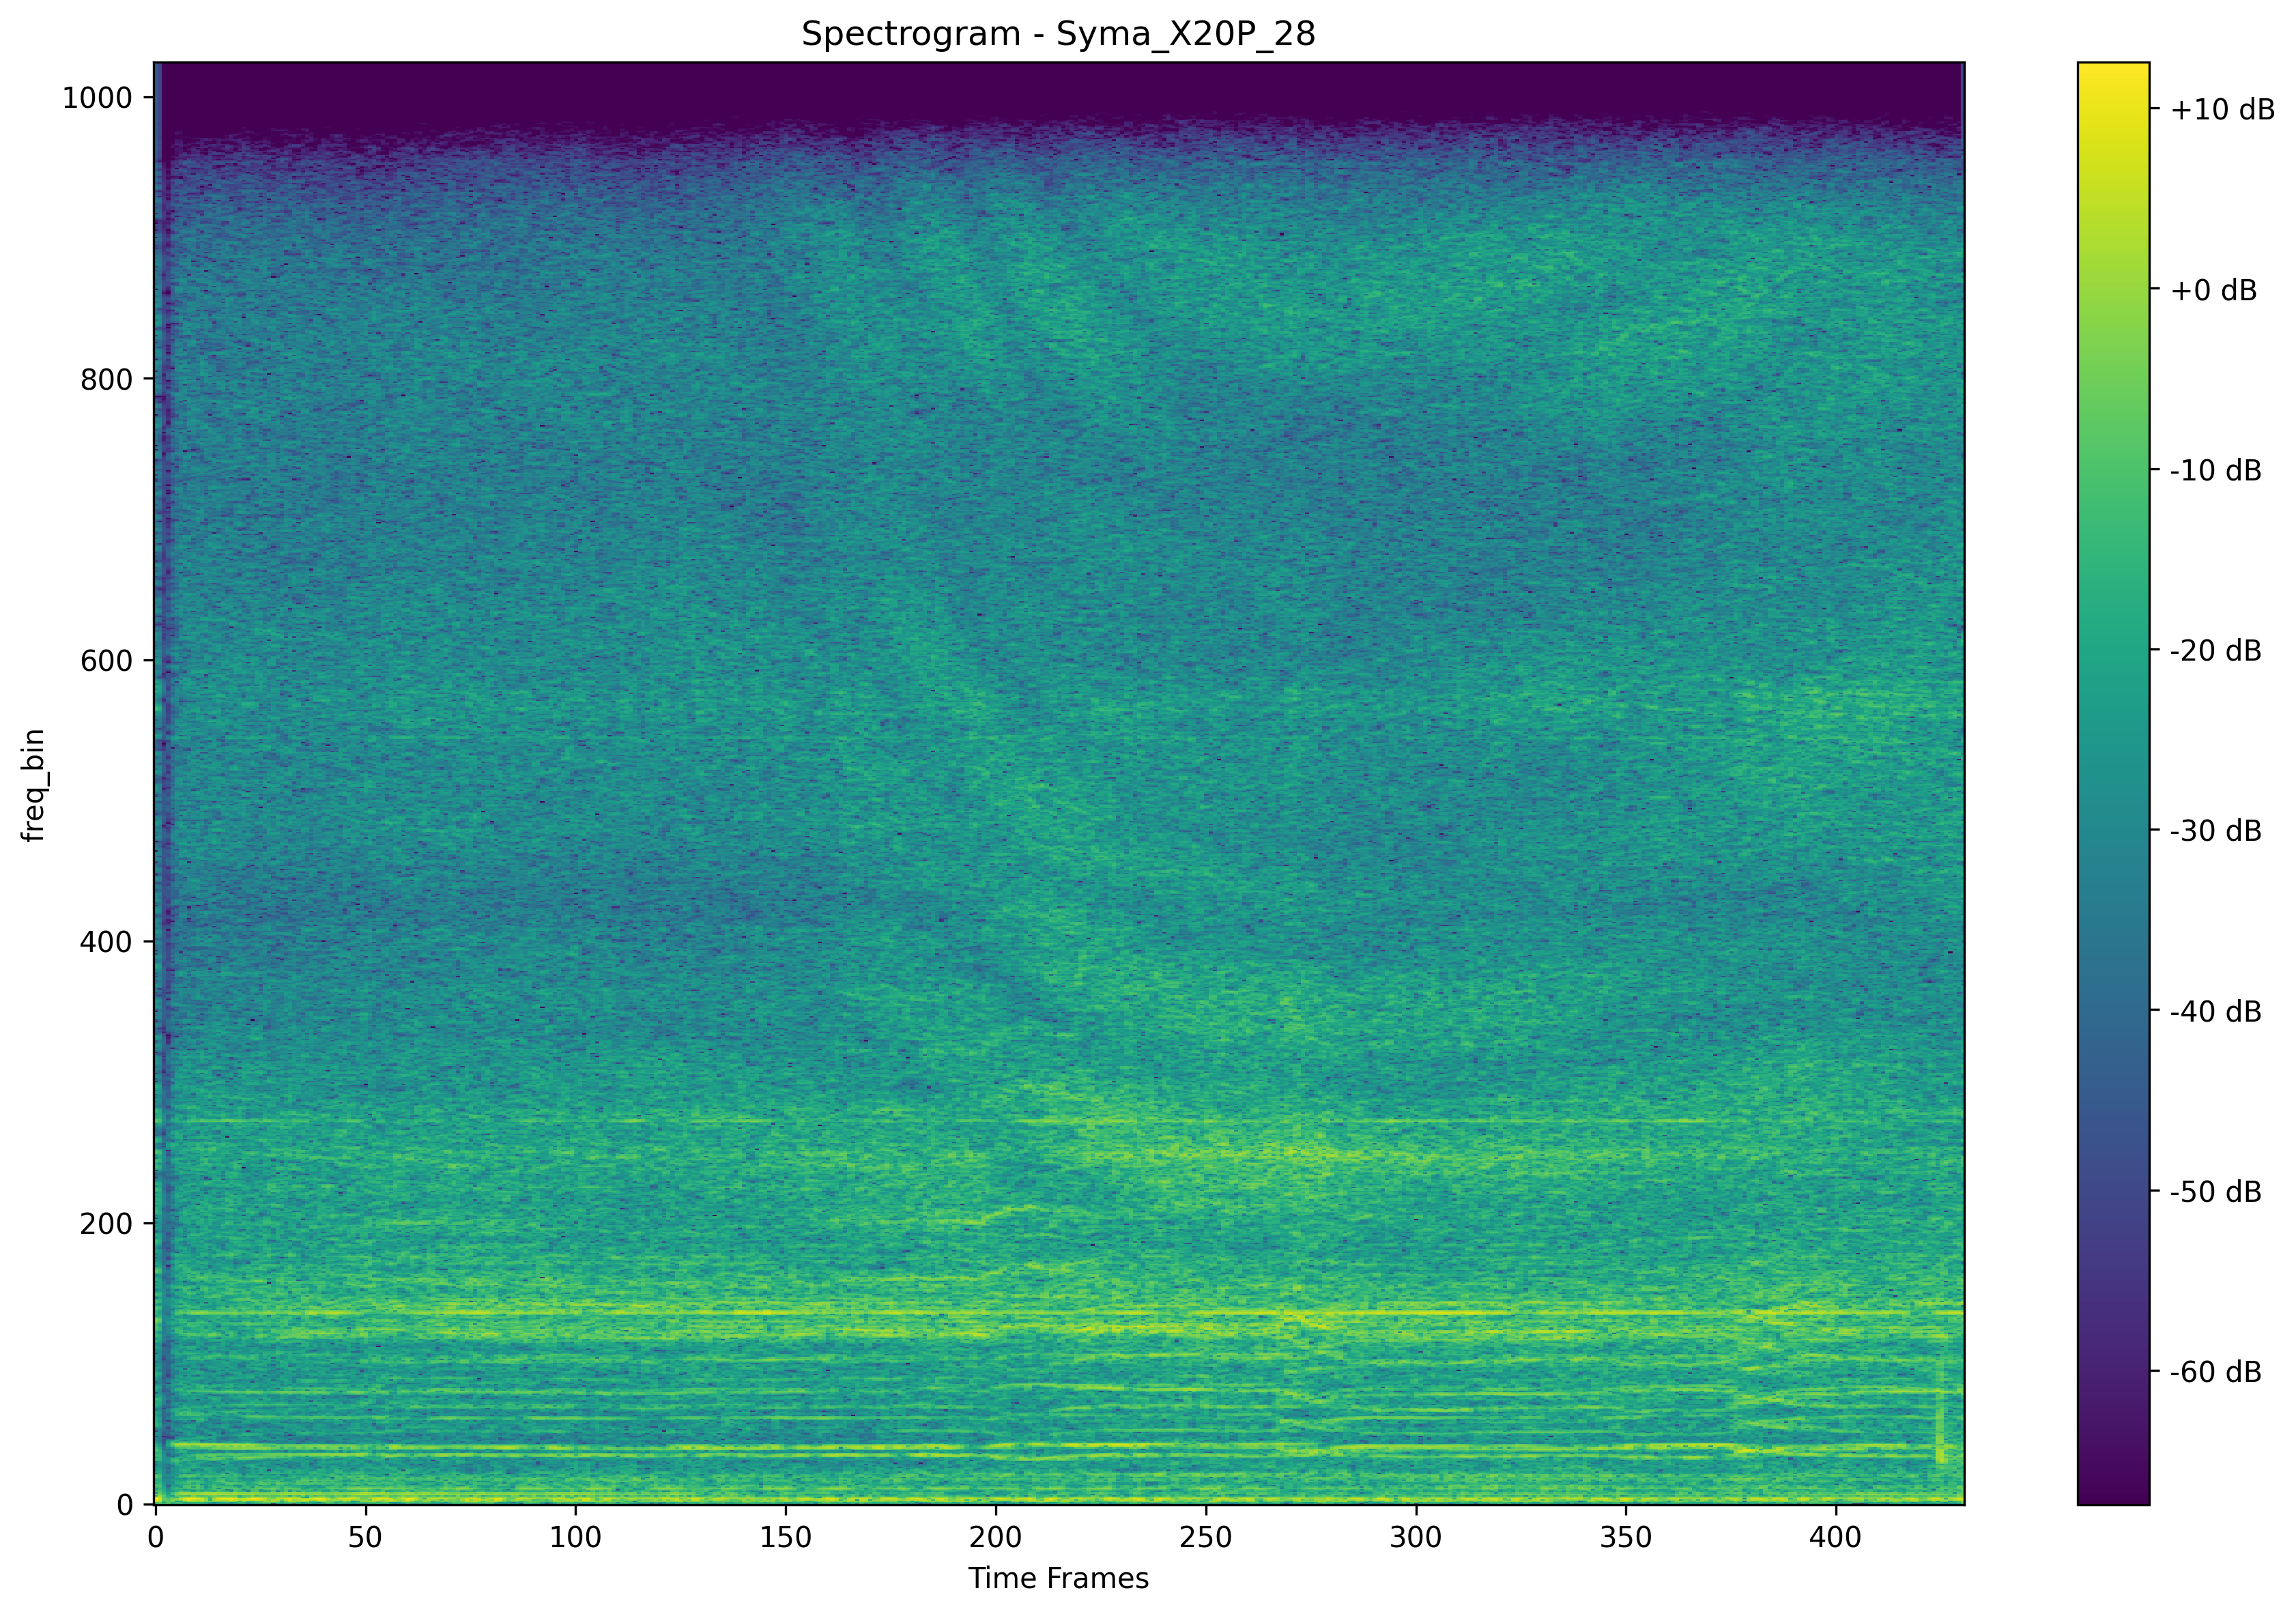 Spectrogram - Syma_X20P_28
1000
800
600
400
200
0
freq_bin
0 50 100 150 200 250 300 350 400
Time Frames
+10 dB
+0 dB
-10 dB
-20 dB
-30 dB
-40 dB
-50 dB
-60 dB